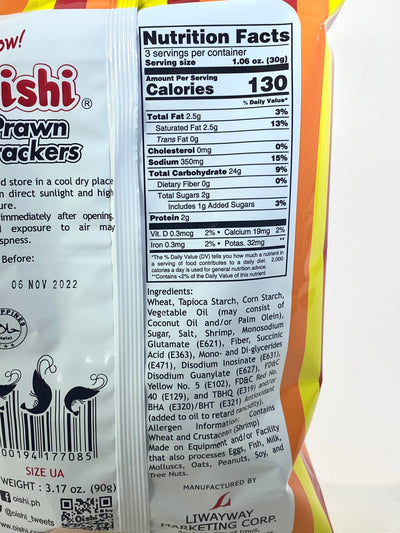 Wow!
Oishi®
Prawn
Crackers
store in a cool dry place
direct sunlight and high
immediately after opening.
exposure to air may
Before:
06 NOV 2022
00194177085
SIZE UA
WEIGHT: 3.17 oz. (90g)
oishi.ph
@oishi_tweets
Oishi
Nutrition Facts
3 servings per container
Serving size 1.06 oz. (30g)
Amount Per Serving
Calories 130
% Daily Value*
Total Fat 2.5g 3%
Saturated Fat 2.5g 13%
Trans Fat 0g
Cholesterol 0mg 0%
Sodium 350mg 15%
Total Carbohydrate 24g 9%
Dietary Fiber 0g 0%
Total Sugars 2g
Includes 1g Added Sugars 3%
Protein 2g
Vit. D 0.3mcg 2% • Calcium 19mg 2%
Iron 0.3mg 2% • Potas. 32mg **
*The % Daily Value (DV) tells you how much a nutrient in
a serving of food contributes to a daily diet. 2,000
calories a day is used for general nutrition advice
**Contains <2% of the Daily Value of this nutrient
Ingredients:
Wheat, Tapioca Starch, Corn Starch,
Vegetable Oil (may consist of
Coconut Oil and/or Palm Olein),
Sugar, Salt, Shrimp, Monosodium
Glutamate (E621), Fiber, Succinic
Acid (E363), Mono- and Di-glycerides
(E471), Disodium Inosinate (E631),
Disodium Guanylate (E627), FD&C
Yellow No. 5 (E102), FD&C Red No.
40 (E129), and TBHQ (E319) and/or
BHA (E320)/BHT (E321) Antioxidant
(added to oil to retard rancidity).
Allergen Information: Contains
Wheat and Crustacean (Shrimp)
Made on Equipment and/or Facility
that also processes Eggs, Fish, Milk,
Molluscs, Oats, Peanuts, Soy, and
Tree Nuts.
MANUFACTURED BY
LIWAYWAY
MARKETING CORP.